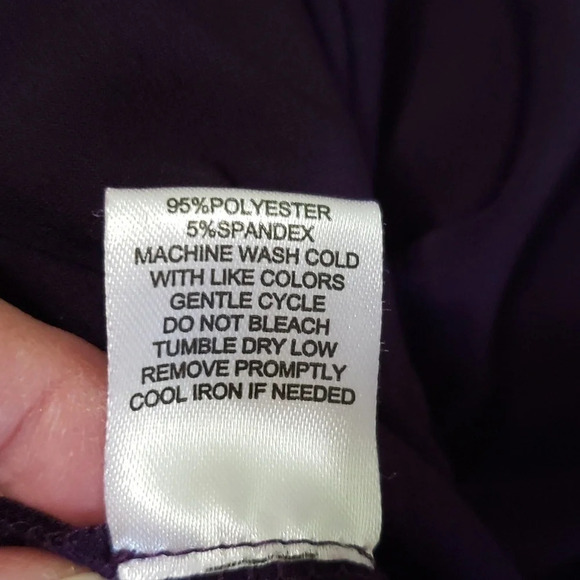 95%POLYESTER
5%SPANDEX
MACHINE WASH COLD
WITH LIKE COLORS
GENTLE CYCLE
DO NOT BLEACH
TUMBLE DRY LOW
REMOVE PROMPTLY
COOL IRON IF NEEDED